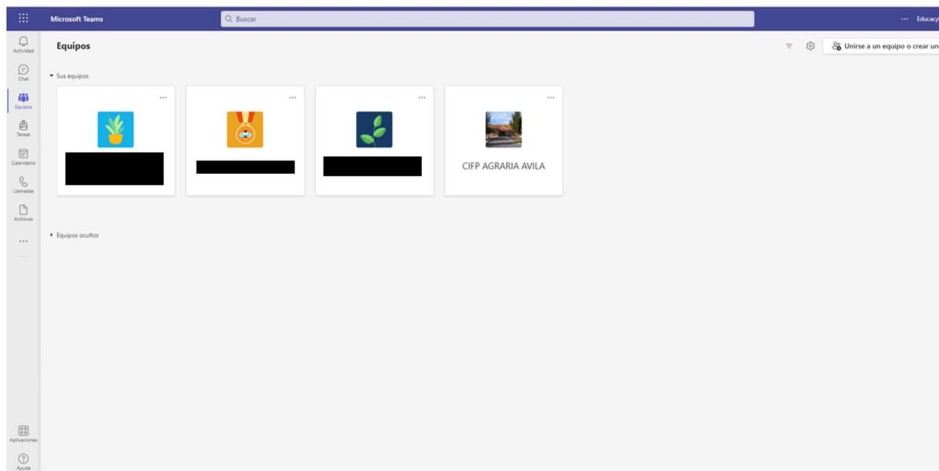 Microsoft Teams
Buscar
Educacy
Equipos
Unirse a un equipo o crear un
Actividad
Chat
Equipos
Tareas
Calendario
Llamadas
Archivos
Aplicaciones
Ayuda
Sus equipos
CIFP AGRARIA AVILA
Equipos ocultos